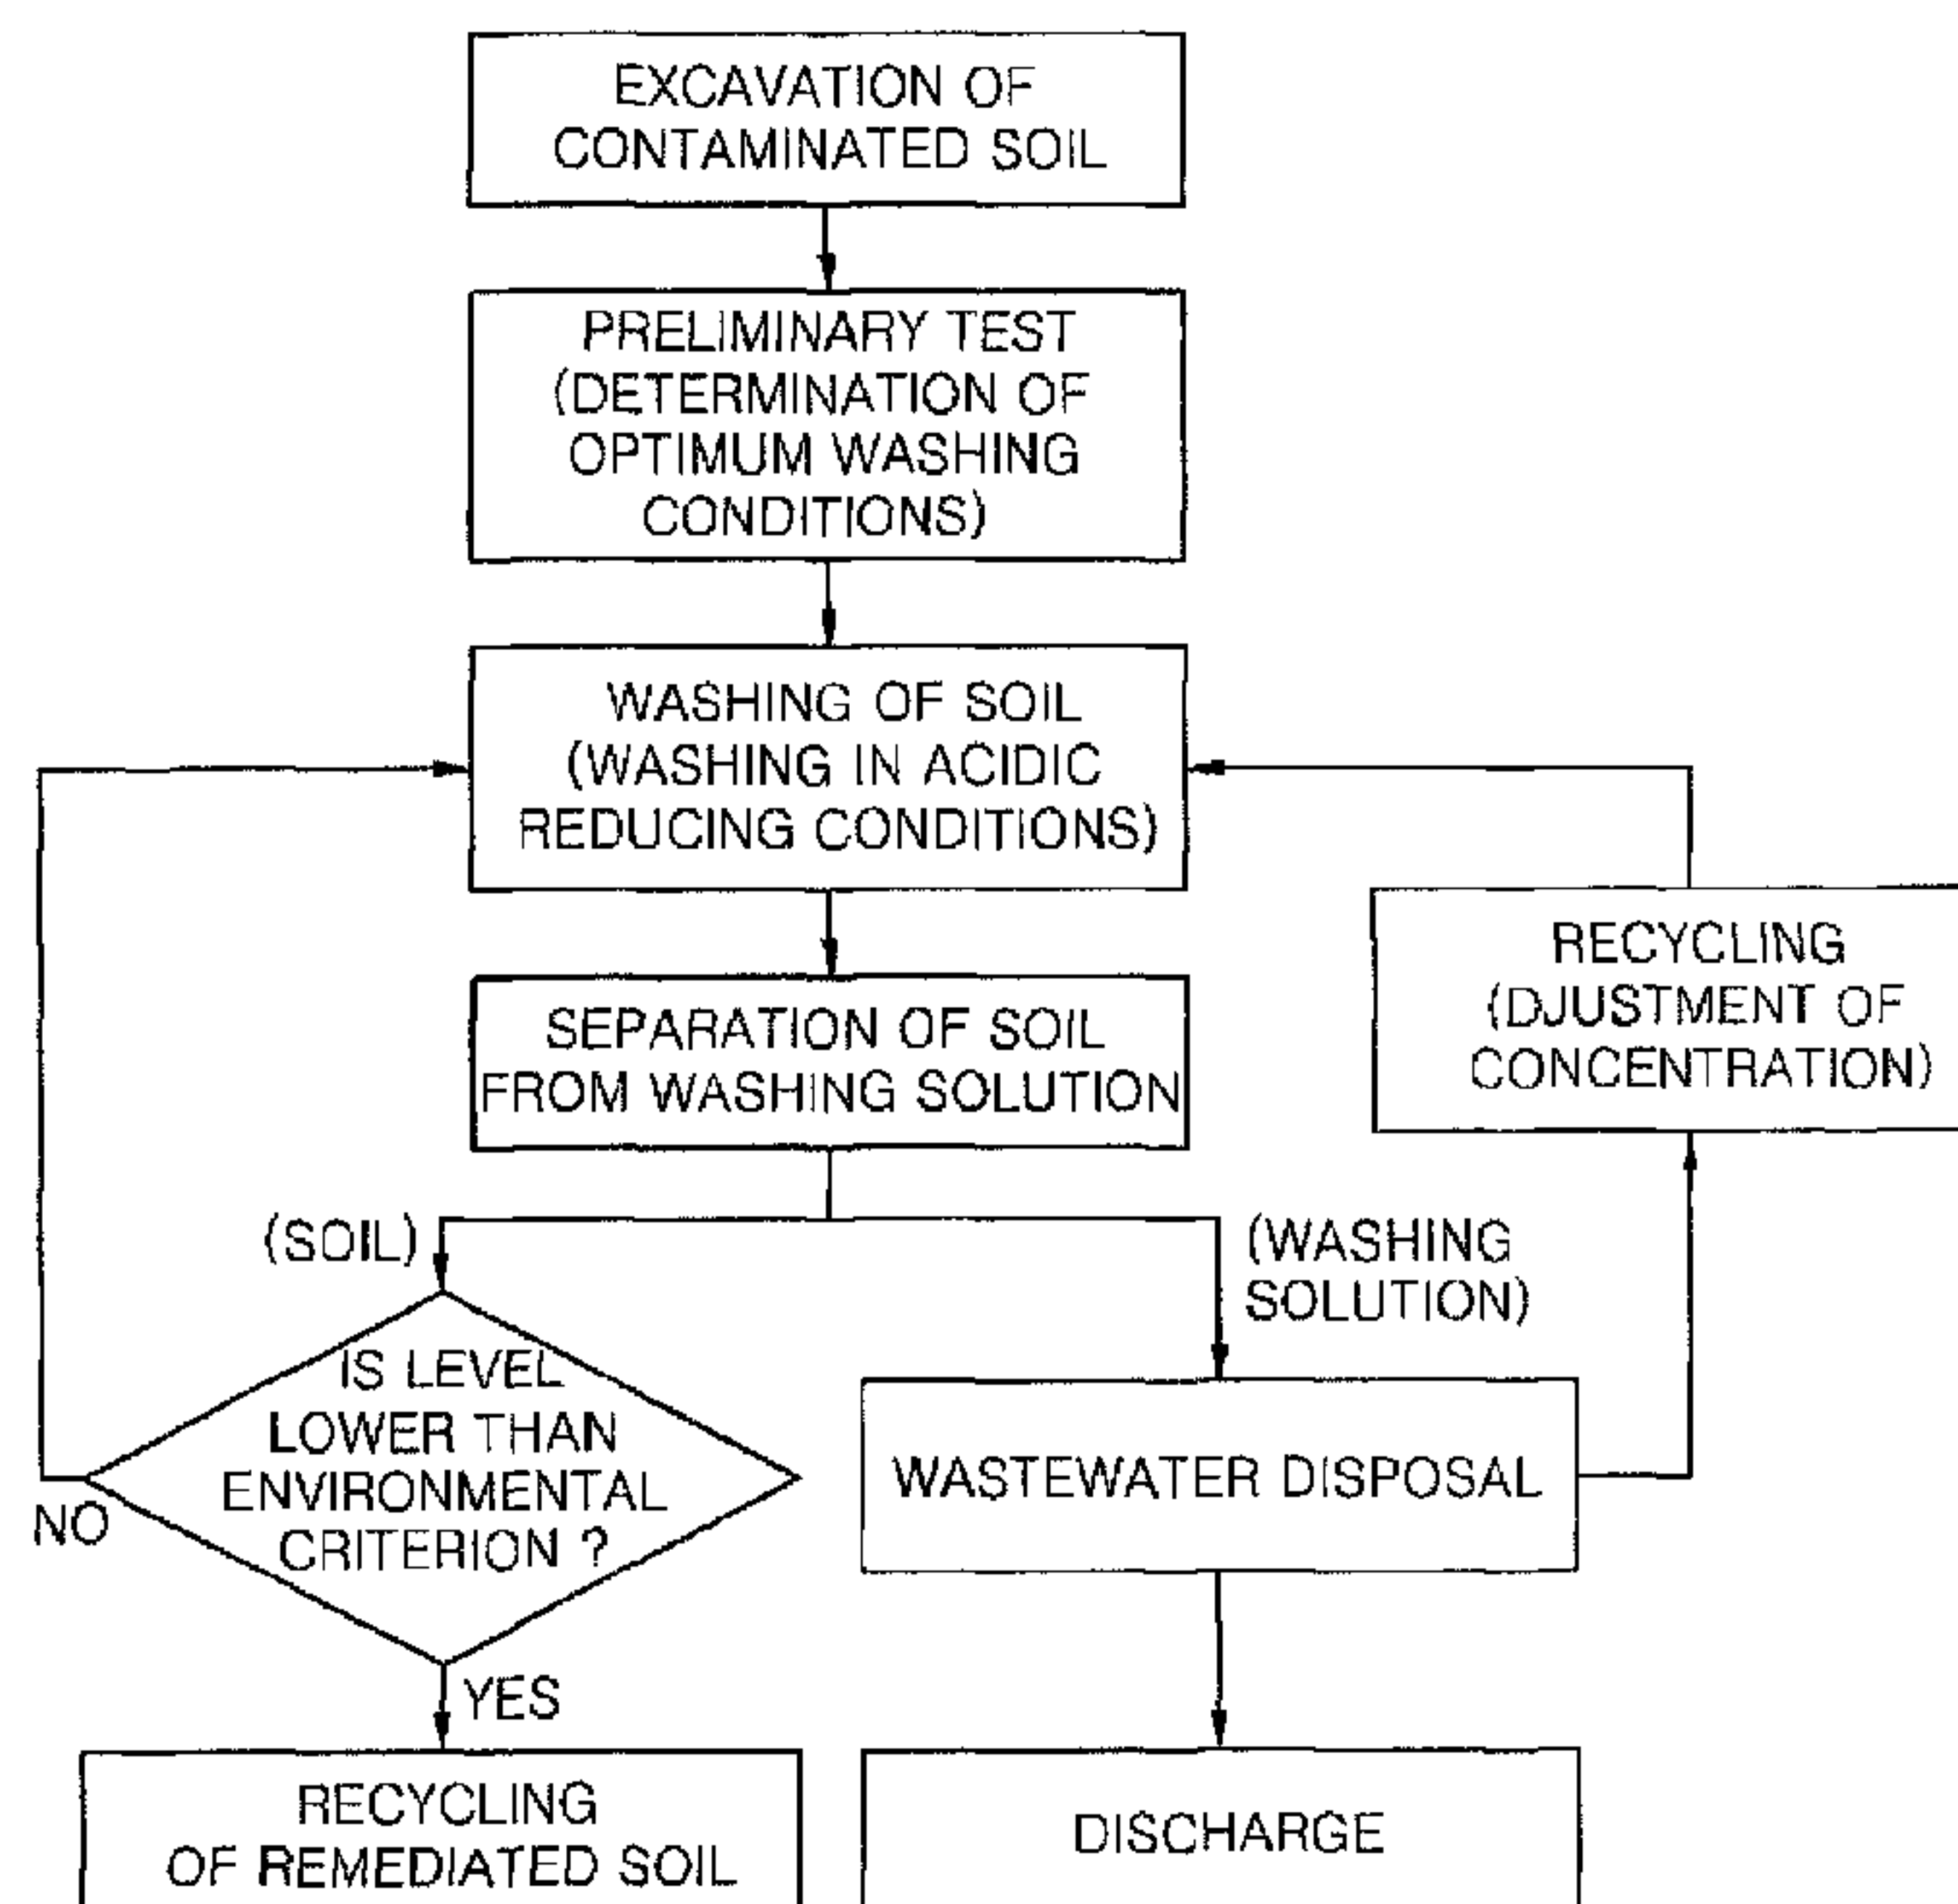 EXCAVATION OF
CONTAMINATED SOIL
PRELIMINARY TEST
(DETERMINATION OF
OPTIMUM WASHING
CONDITIONS)
WASHING OF SOIL
(WASHING IN ACIDIC
REDUCING CONDITIONS)
RECYCLING
(DJUSTMENT OF
CONCENTRATION)
SEPARATION OF SOIL
FROM WASHING SOLUTION
(SOIL)
(WASHING
SOLUTION)
IS LEVEL
LOWER THAN
ENVIRONMENTAL
CRITERION ?
NO
WASTEWATER DISPOSAL
YES
RECYCLING
OF REMEDIATED SOIL
DISCHARGE